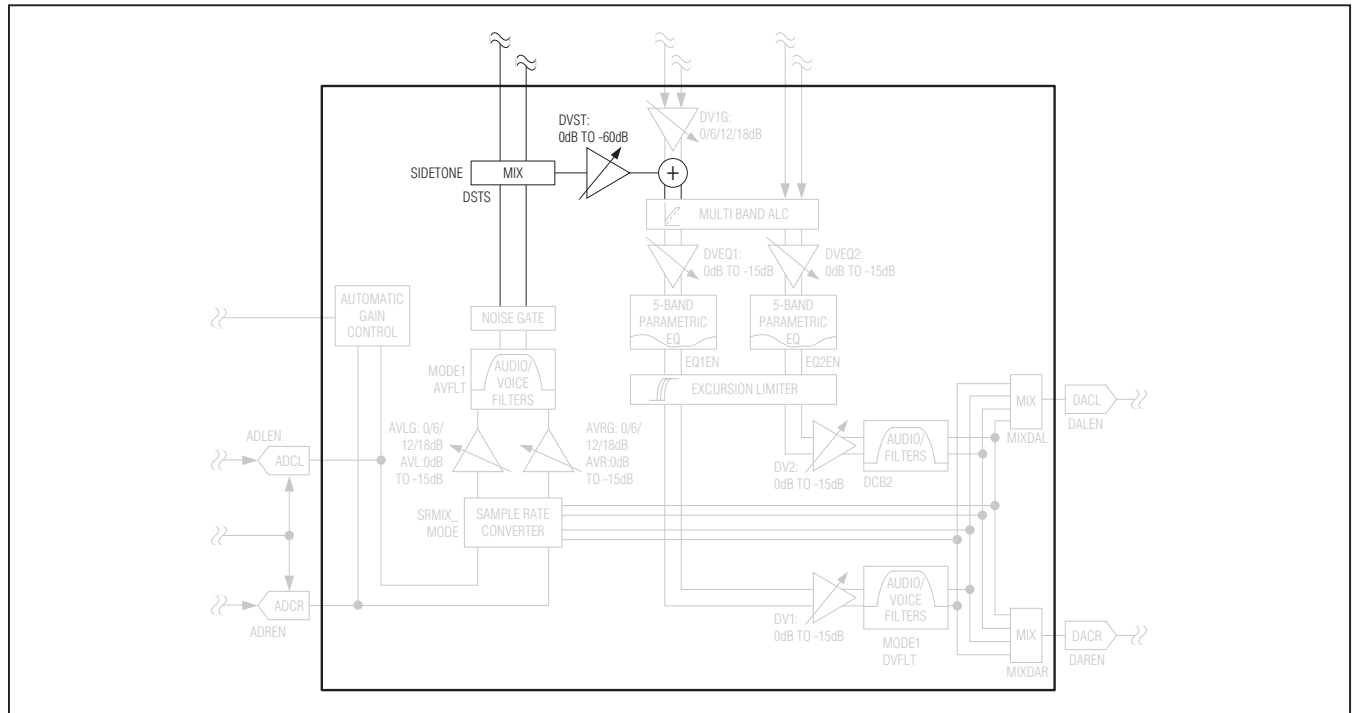 DVST:
0dB TO -60dB
DV1G:
0/6/12/18dB
SIDETONE
MIX
+
DSTS
MULTI BAND ALC
DVEQ1:
0dB TO -15dB
DVEQ2:
0dB TO -15dB
AUTOMATIC
GAIN
CONTROL
NOISE GATE
5-BAND
PARAMETRIC
EQ
5-BAND
PARAMETRIC
EQ
EQ1EN
EQ2EN
MODE1
AVFLT
AUDIO/
VOICE
FILTERS
EXCURSION LIMITER
AVLG: 0/6/
12/18dB
AVL:0dB
TO -15dB
AVRG: 0/6/
12/18dB
AVR:0dB
TO -15dB
MIX
DACL
DALEN
MIXDAL
ADLEN
ADCL
DV2:
0dB TO -15dB
AUDIO/
FILTERS
DCB2
SRMIX_
MODE
SAMPLE RATE
CONVERTER
ADCR
ADREN
DV1:
0dB TO -15dB
AUDIO/
VOICE
FILTERS
MODE1
DVFLT
MIX
DACR
DAREN
MIXDAR